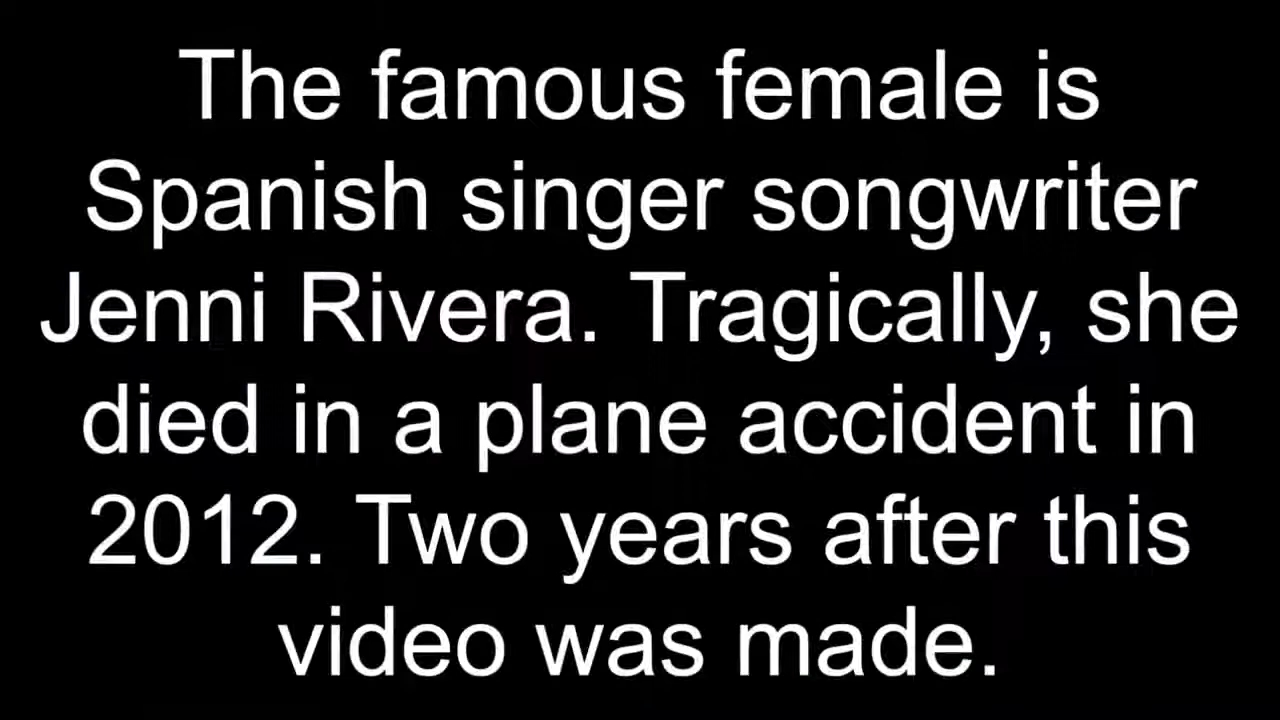 The famous female is
Spanish singer songwriter
Jenni Rivera. Tragically, she
died in a plane accident in
2012. Two years after this
video was made.